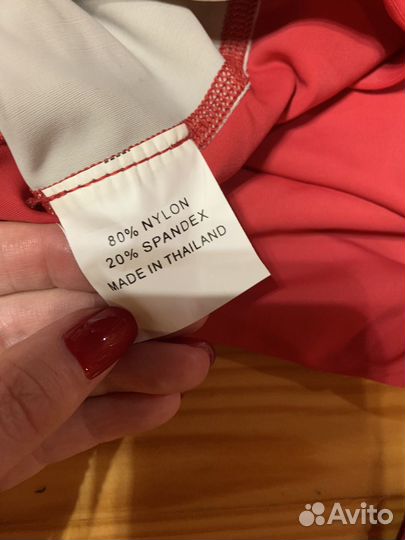 80% NYLON
20% SPANDEX
MADE IN THAILAND
Avito